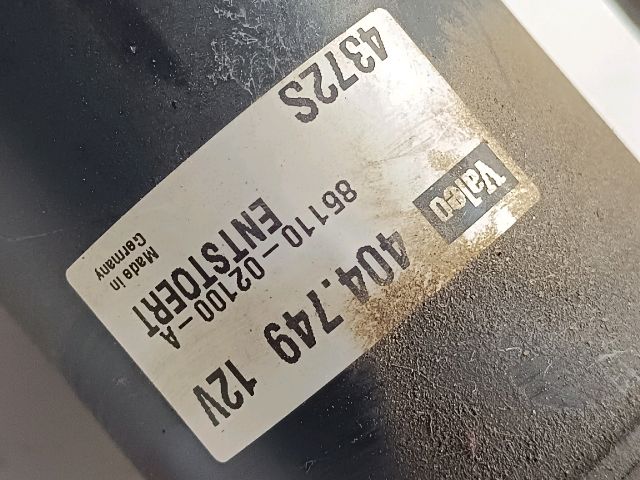 Valeo
404.749 12V
ENTSTOERT
86110-02100-A
4372S
Made in
Germany